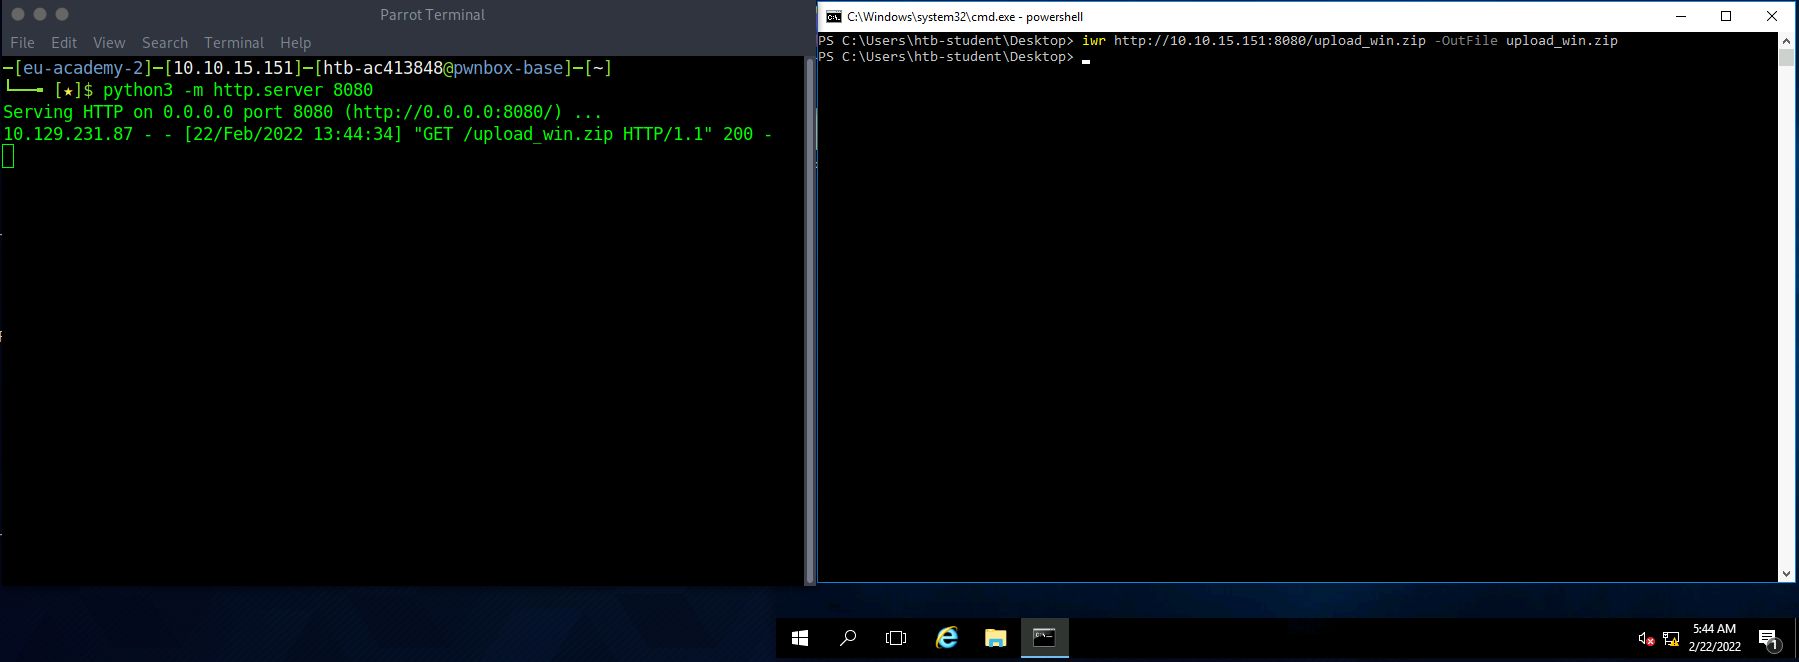 Parrot Terminal
File Edit View Search Terminal Help
─[eu-academy-2]─[10.10.15.151]─[htb-ac413848@pwnbox-base]─[~]
└──╼ [★]$ python3 -m http.server 8080
Serving HTTP on 0.0.0.0 port 8080 (http://0.0.0.0:8080/) ...
10.129.231.87 - - [22/Feb/2022 13:44:34] "GET /upload_win.zip HTTP/1.1" 200 -
C:\Windows\system32\cmd.exe - powershell
PS C:\Users\htb-student\Desktop> iwr http://10.10.15.151:8080/upload_win.zip -OutFile upload_win.zip
PS C:\Users\htb-student\Desktop>
5:44 AM
2/22/2022
1